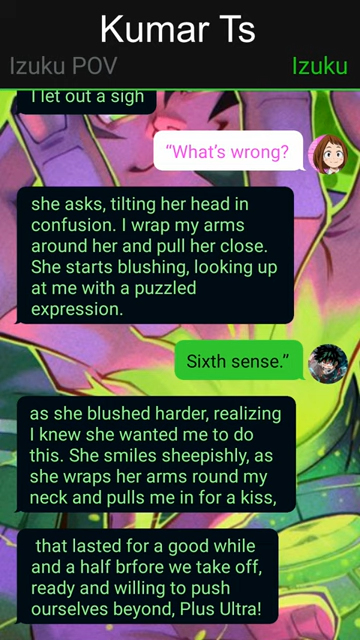 Kumar Ts
Izuku POV
Izuku
I let out a sigh
“What’s wrong?
she asks, tilting her head in
confusion. I wrap my arms
around her and pull her close.
She starts blushing, looking up
at me with a puzzled
expression.
Sixth sense.”
as she blushed harder, realizing
I knew she wanted me to do
this. She smiles sheepishly, as
she wraps her arms round my
neck and pulls me in for a kiss,
that lasted for a good while
and a half brfore we take off,
ready and willing to push
ourselves beyond, Plus Ultra!